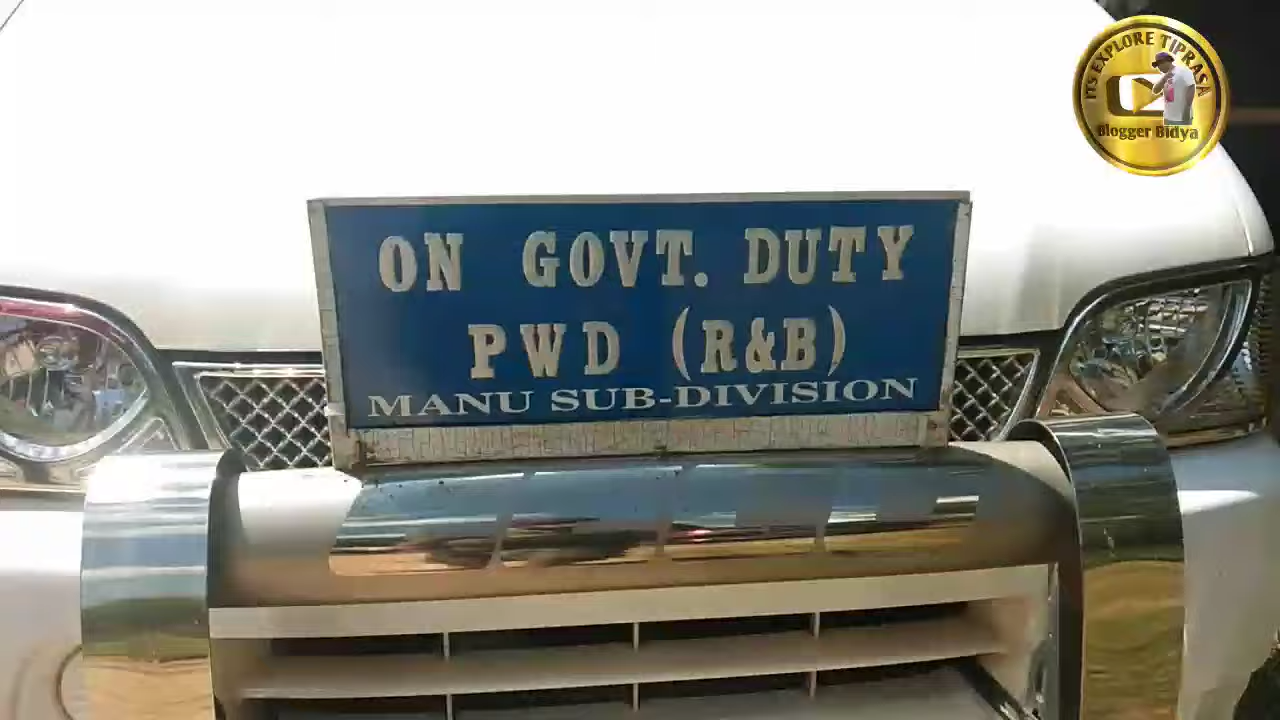 ITS EXPLORE TIPRASA
Blogger Bidya
ON GOVT. DUTY
PWD (R&B)
MANU SUB-DIVISION